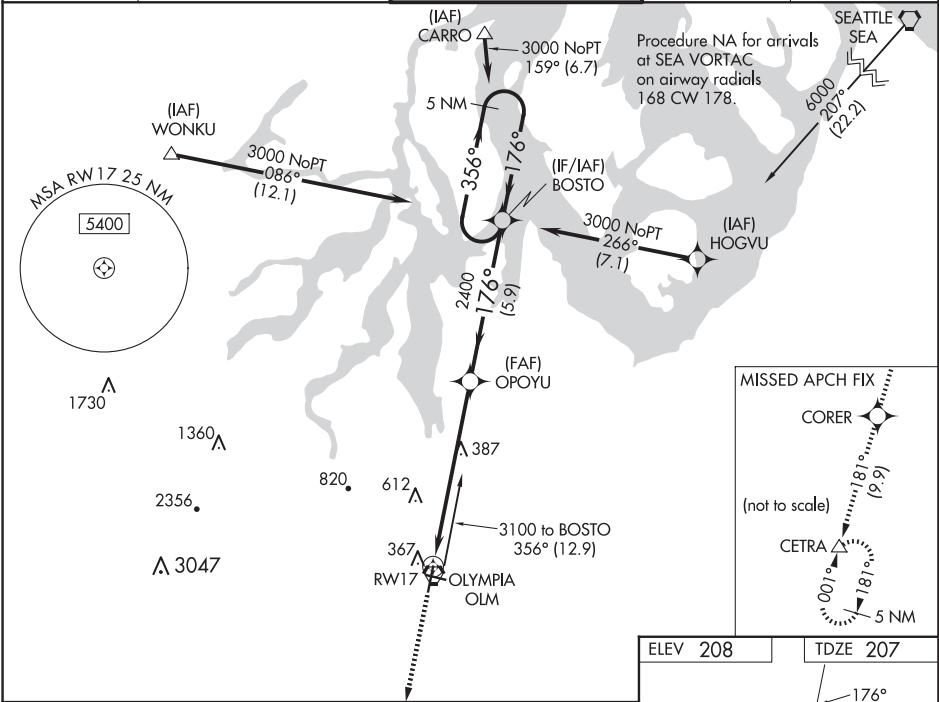 (IAF)
CARRO
3000 NoPT
159° (6.7)
Procedure NA for arrivals
at SEA VORTAC
on airway radials
168 CW 178.
SEATTLE
SEA
6000
207°
(22.2)
5 NM
356°
176°
(IAF)
WONKU
3000 NoPT
086°
(12.1)
(IF/IAF)
BOSTO
MSA RW 17 25 NM
5400
3000 NoPT
266°
(7.1)
(IAF)
HOGVU
2400
176°
(5.9)
(FAF)
OPOYU
1730
1360
387
820
612
2356
3047
367
3100 to BOSTO
356° (12.9)
RW17
OLYMPIA
OLM
MISSED APCH FIX
CORER
181°
(9.9)
(not to scale)
CETRA
001°
181°
5 NM
ELEV 208
TDZE 207
176°